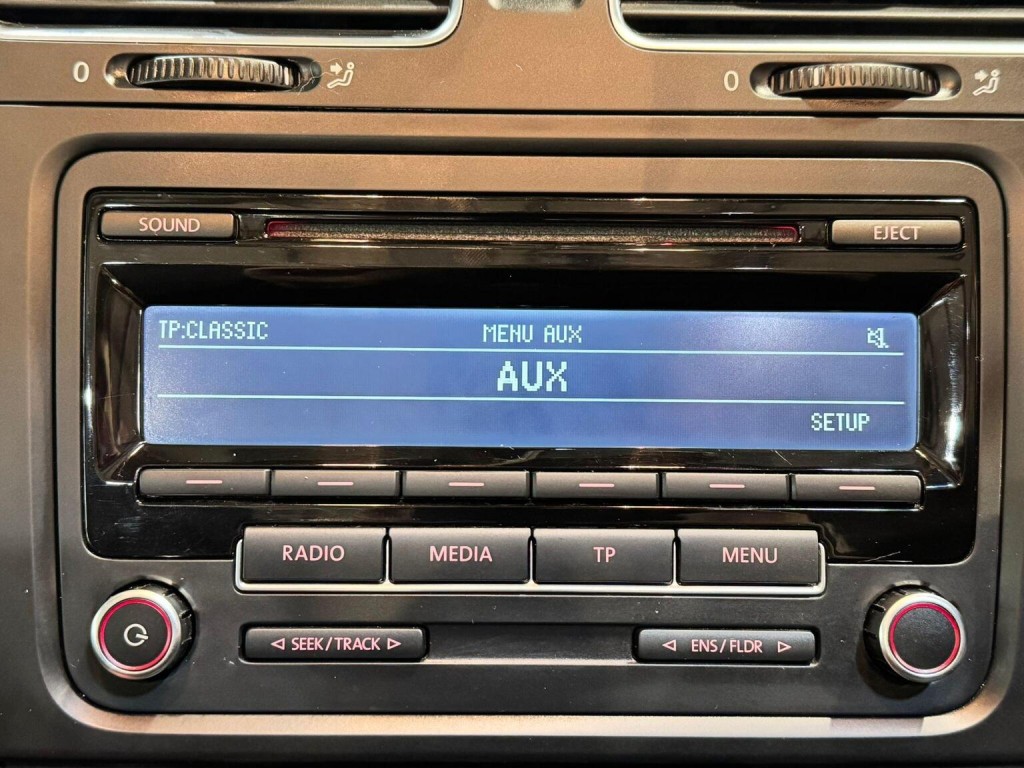 0
0
SOUND
EJECT
TP:CLASSIC MENU AUX
AUX
SETUP
RADIO MEDIA TP MENU
SEEK/TRACK ENS/FLDR